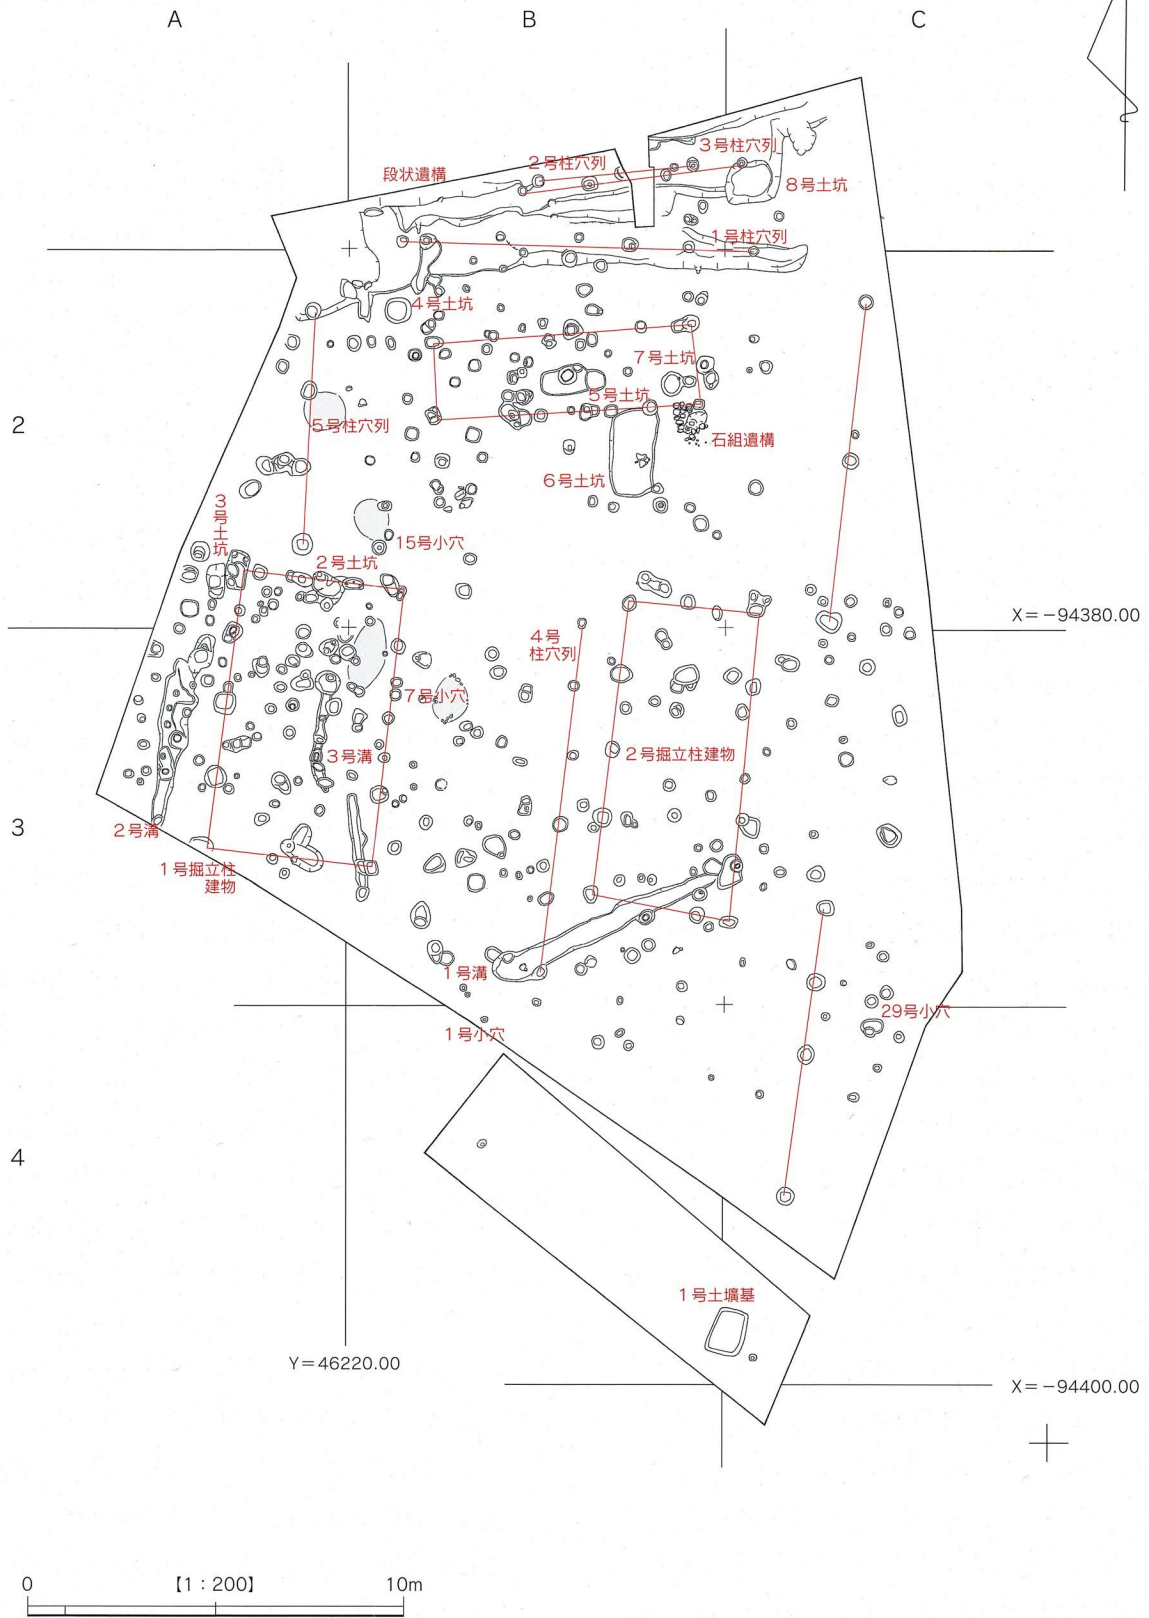 A B C
3号柱穴列
2号柱穴列
段状遺構
8号土坑
1号柱穴列
4号土坑
7号土坑
5号土坑
2
5号柱穴列
石組遺構
6号土坑
3号土坑
15号小穴
2号土坑
X=-94380.00
4号
柱穴列
7号小穴
3号溝
2号掘立柱建物
3
2号溝
1号掘立柱
建物
1号溝
29号小穴
1号小穴
4
1号土壙基
Y=46220.00
X=-94400.00
0 【1:200】 10m